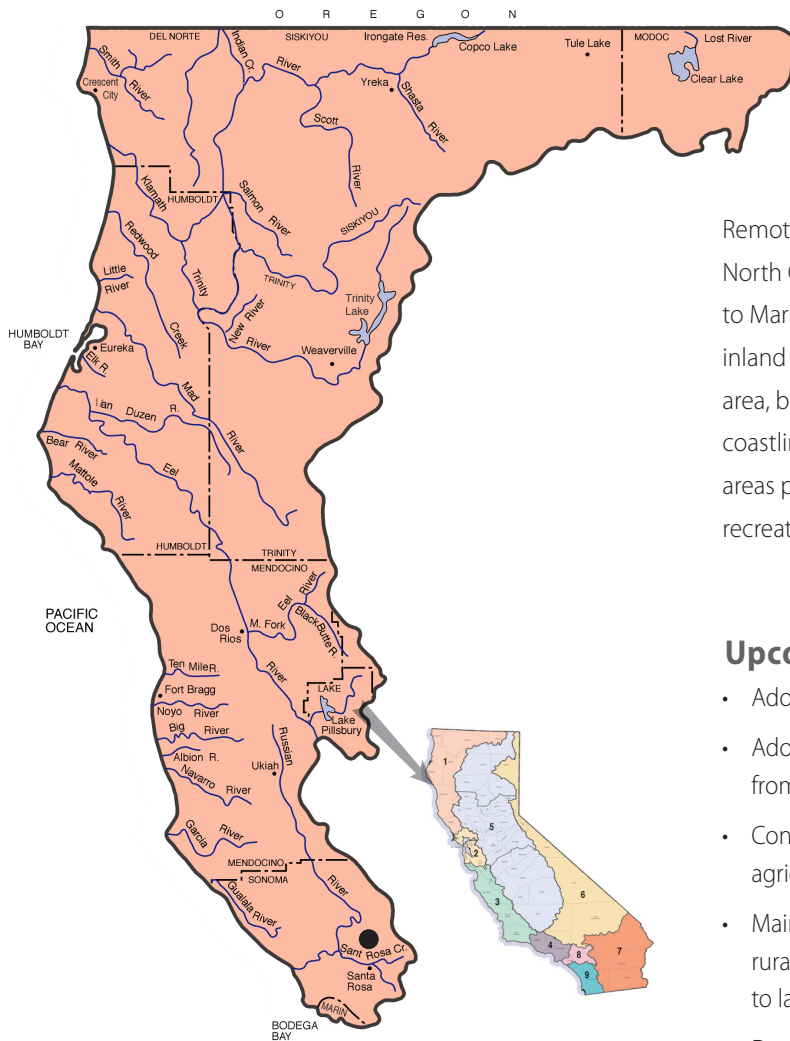 O R E G O N
DEL NORTE
SISKIYOU
Irongate Res.
Copco Lake
Tule Lake
MODOC
Lost River
Clear Lake
Smith
River
Crescent
City
Indian Cr.
River
Yreka
Shasta
River
Scott
River
Klamath
HUMBOLDT
Salmon
River
SISKIYOU
Redwood
Creek
Little
River
Trinity
TRINITY
New River
River
Trinity
Lake
Weaverville
HUMBOLDT
BAY
Eureka
Elk R.
Mad
River
Duzen R.
Bear River
Eel
Mattole
River
HUMBOLDT
TRINITY
MENDOCINO
PACIFIC
OCEAN
Dos
Rios
M. Fork
Eel
River
Black Butte R.
River
LAKE
Lake
Pillsbury
Ten Mile R.
Fort Bragg
Noyo River
Big River
Albion R.
Navarro
River
Ukiah
Russian
Garcia
River
MENDOCINO
SONOMA
River
Gualala River
Sant Rosa Cr.
Santa
Rosa
MARIN
BODEGA
BAY
1
2
3
4
5
6
7
8
9
Remot
North
to Mar
inland
area, b
coastlin
areas p
recreat
Upco
• Ado
• Ado
from
• Con
agri
• Main
rura
to la